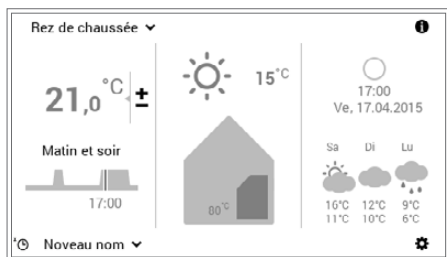 Rez de chaussée
21,0 °C ±
Matin et soir
17:00
15°C
80°C
17:00
Ve, 17.04.2015
Sa Di Lu
16°C 12°C 9°C
11°C 10°C 6°C
Noveau nom